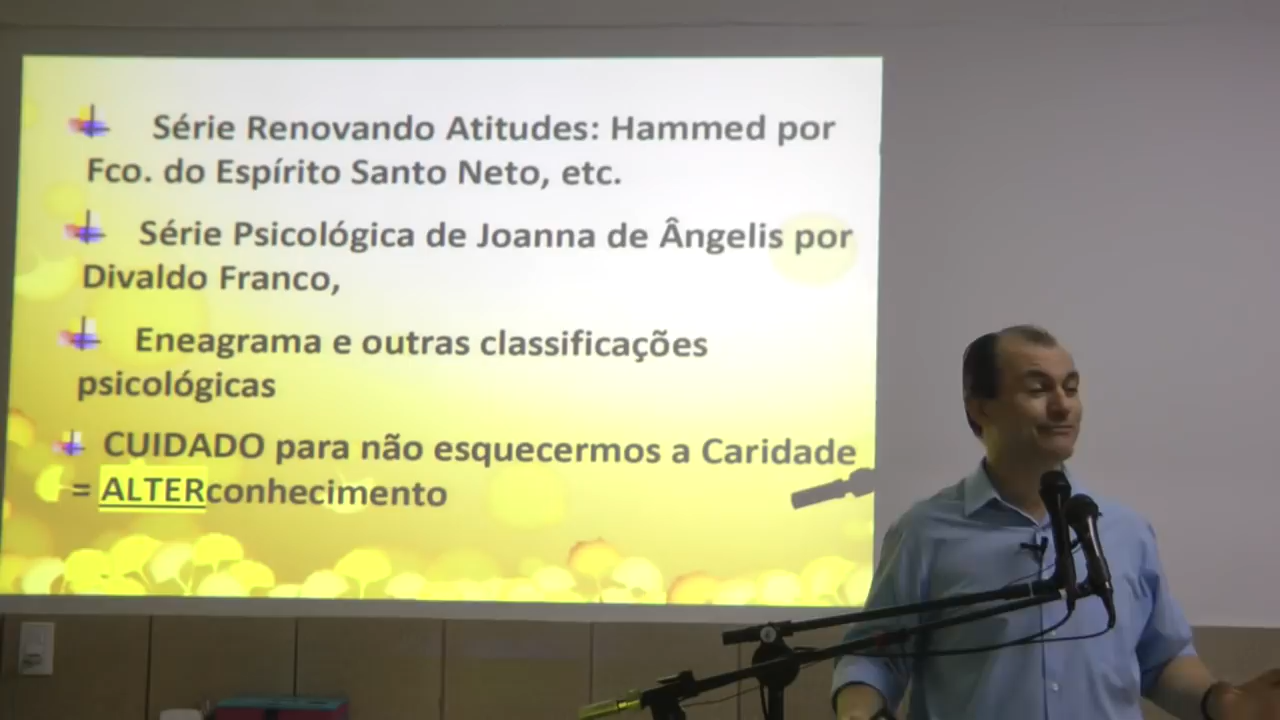 Série Renovando Atitudes: Hammed por
Fco. do Espírito Santo Neto, etc.
Série Psicológica de Joanna de Ângelis por
Divaldo Franco,
Eneagrama e outras classificações
psicológicas
CUIDADO para não esquecermos a Caridade
= ALTERconhecimento